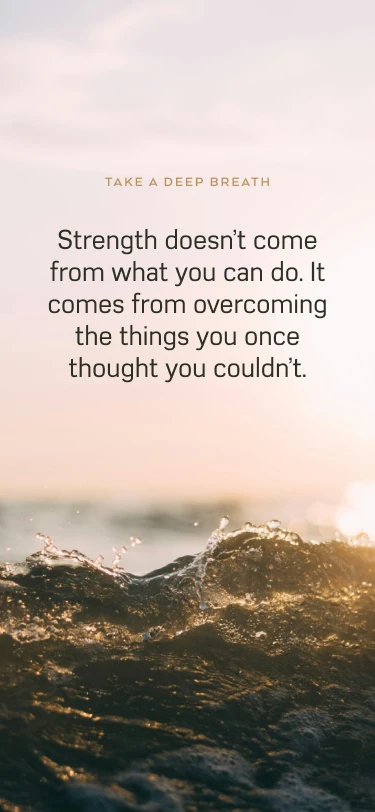 TAKE A DEEP BREATH
Strength doesn’t come
from what you can do. It
comes from overcoming
the things you once
thought you couldn’t.